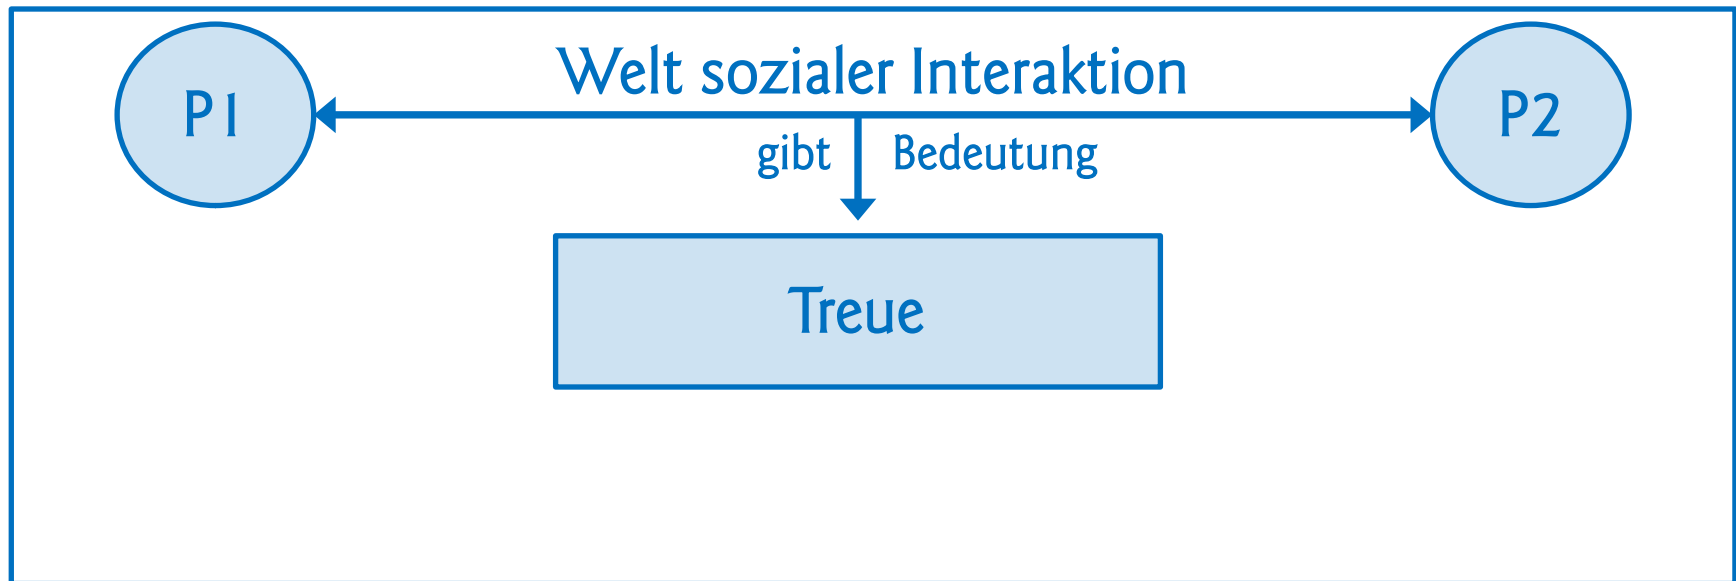 Welt sozialer Interaktion
P1
P2
gibt Bedeutung
Treue